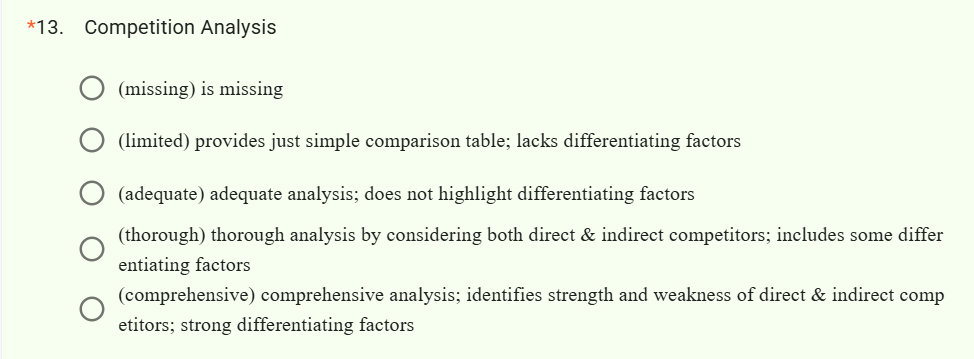 *13. Competition Analysis
(missing) is missing
(limited) provides just simple comparison table; lacks differentiating factors
(adequate) adequate analysis; does not highlight differentiating factors
(thorough) thorough analysis by considering both direct & indirect competitors; includes some differ
entiating factors
(comprehensive) comprehensive analysis; identifies strength and weakness of direct & indirect comp
etitors; strong differentiating factors